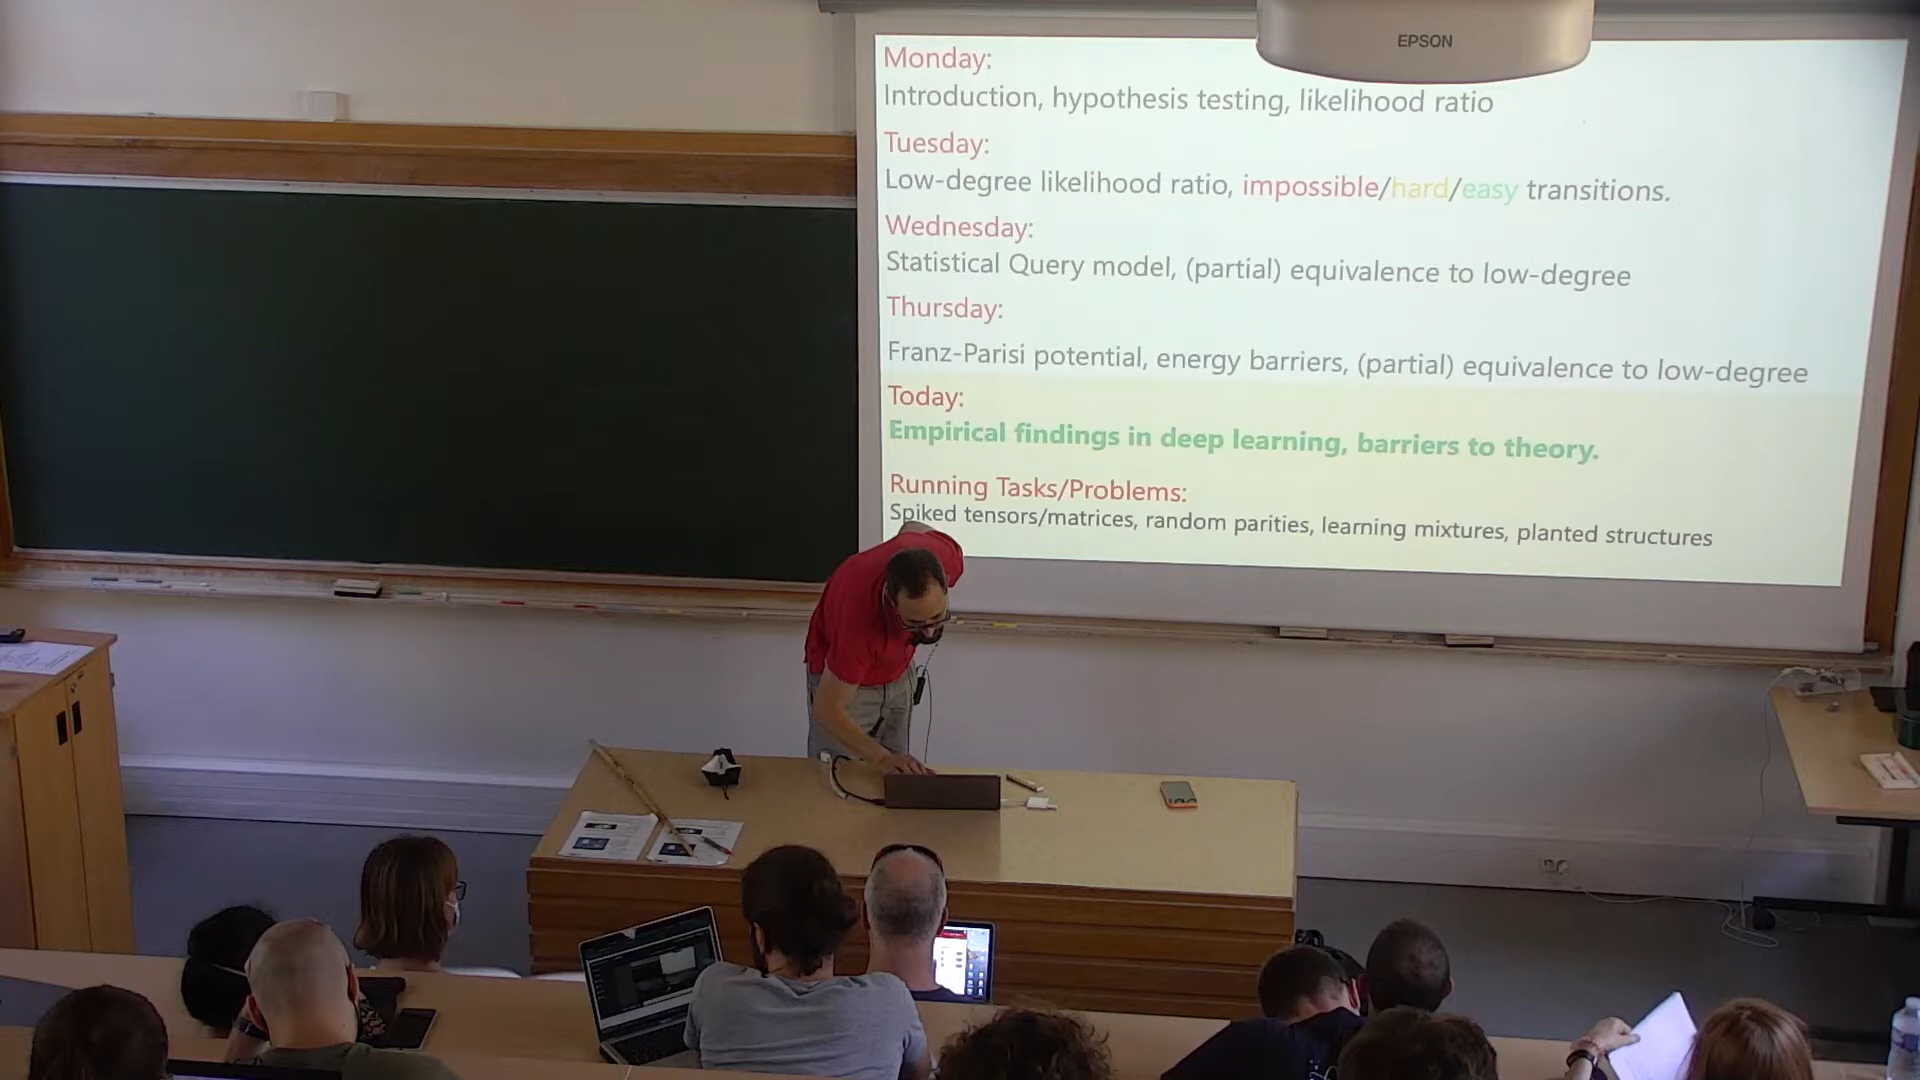 EPSON
Monday:
Introduction, hypothesis testing, likelihood ratio
Tuesday:
Low-degree likelihood ratio, impossible/hard/easy transitions.
Wednesday:
Statistical Query model, (partial) equivalence to low-degree
Thursday:
Franz-Parisi potential, energy barriers, (partial) equivalence to low-degree
Today:
Empirical findings in deep learning, barriers to theory.
Running Tasks/Problems:
Spiked tensors/matrices, random parities, learning mixtures, planted structures